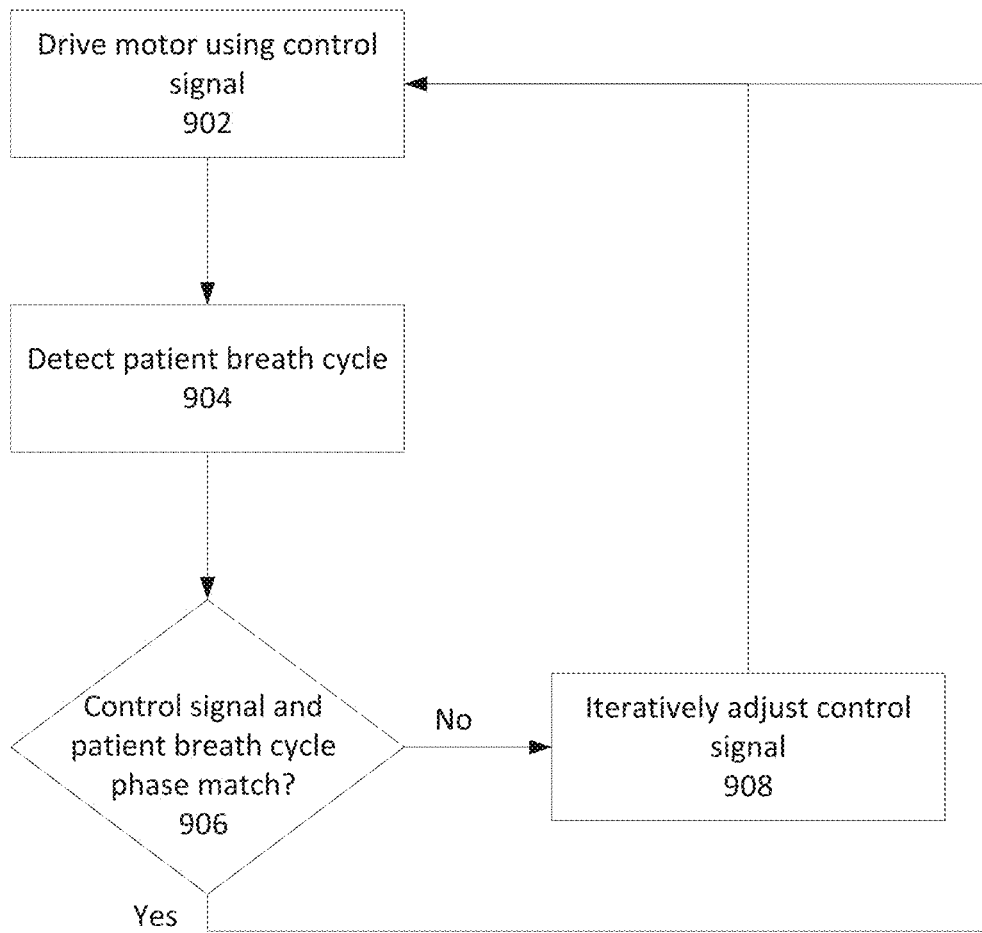 Drive motor using control
signal
902
Detect patient breath cycle
904
Control signal and
patient breath cycle
phase match?
906
No
Iteratively adjust control
signal
908
Yes